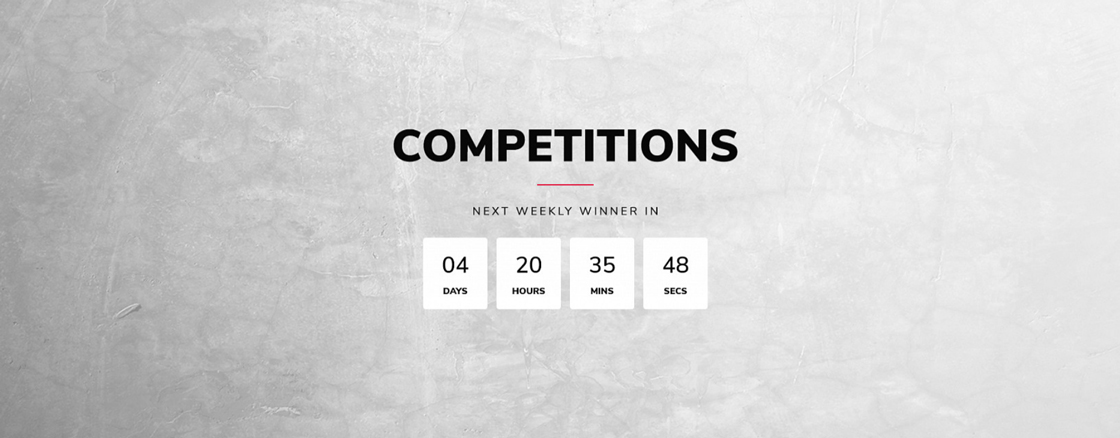 COMPETITIONS
NEXT WEEKLY WINNER IN
04 20 35 48
DAYS HOURS MINS SECS